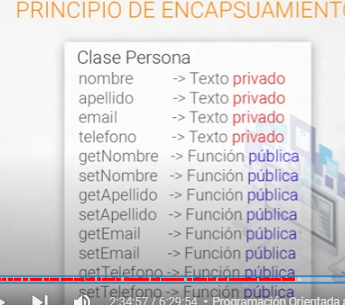 PRINCIPIO DE ENCAPSUAMIENTO
Clase Persona
nombre -> Texto privado
apellido -> Texto privado
email -> Texto privado
telefono -> Texto privado
getNombre -> Función pública
setNombre -> Función pública
getApellido -> Función pública
setApellido -> Función pública
getEmail -> Función pública
setEmail -> Función pública
getTelefono -> Función pública
setTelefono -> Función pública
2:34:57 / 6:29:54 • Programación Orientada a